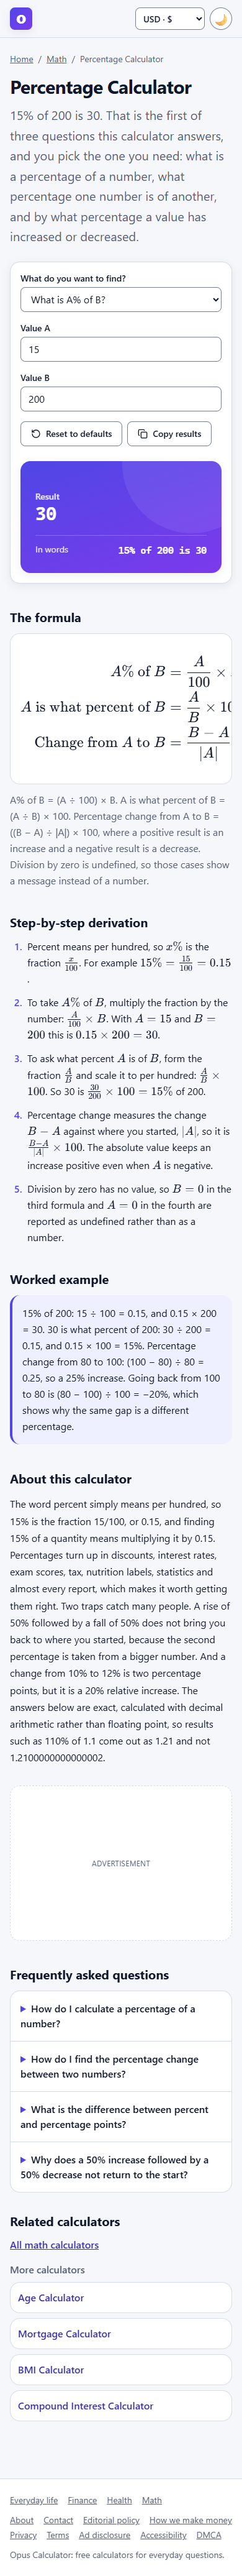 o
USD · $
Home / Math / Percentage Calculator
Percentage Calculator
15% of 200 is 30. That is the first of
three questions this calculator answers,
and you pick the one you need: what is
a percentage of a number, what
percentage one number is of another,
and by what percentage a value has
increased or decreased.
What do you want to find?
What is A% of B?
Value A
15
Value B
200
Reset to defaults
Copy results
Result
30
In words 15% of 200 is 30
The formula
A% of B = A/100 ×
A is what percent of B = A/B × 10
Change from A to B = B − A/|A|
A% of B = (A ÷ 100) × B. A is what percent of B =
(A ÷ B) × 100. Percentage change from A to B =
((B − A) ÷ |A|) × 100, where a positive result is an
increase and a negative result is a decrease.
Division by zero is undefined, so those cases show
a message instead of a number.
Step-by-step derivation
1. Percent means per hundred, so x% is the
fraction x/100. For example 15% = 15/100 = 0.15
.
2. To take A% of B, multiply the fraction by the
number: A/100 × B. With A = 15 and B =
200 this is 0.15 × 200 = 30.
3. To ask what percent A is of B, form the
fraction A/B and scale it to per hundred: A/B ×
100. So 30 is 30/200 × 100 = 15% of 200.
4. Percentage change measures the change
B − A against where you started, |A|, so it is
B−A/|A| × 100. The absolute value keeps an
increase positive even when A is negative.
5. Division by zero has no value, so B = 0 in the
third formula and A = 0 in the fourth are
reported as undefined rather than as a
number.
Worked example
15% of 200: 15 ÷ 100 = 0.15, and 0.15 × 200
= 30. 30 is what percent of 200: 30 ÷ 200 =
0.15, and 0.15 × 100 = 15%. Percentage
change from 80 to 100: (100 − 80) ÷ 80 =
0.25, so a 25% increase. Going back from 100
to 80 is (80 − 100) ÷ 100 = −20%, which
shows why the same gap is a different
percentage.
About this calculator
The word percent simply means per hundred, so
15% is the fraction 15/100, or 0.15, and finding
15% of a quantity means multiplying it by 0.15.
Percentages turn up in discounts, interest rates,
exam scores, tax, nutrition labels, statistics and
almost every report, which makes it worth getting
them right. Two traps catch many people. A rise of
50% followed by a fall of 50% does not bring you
back to where you started, because the second
percentage is taken from a bigger number. And a
change from 10% to 12% is two percentage
points, but it is a 20% relative increase. The
answers below are exact, calculated with decimal
arithmetic rather than floating point, so results
such as 110% of 1.1 come out as 1.21 and not
1.2100000000000002.
ADVERTISEMENT
Frequently asked questions
How do I calculate a percentage of a
number?
How do I find the percentage change
between two numbers?
What is the difference between percent
and percentage points?
Why does a 50% increase followed by a
50% decrease not return to the start?
Related calculators
All math calculators
More calculators
Age Calculator
Mortgage Calculator
BMI Calculator
Compound Interest Calculator
Everyday life Finance Health Math
About Contact Editorial policy How we make money
Privacy Terms Ad disclosure Accessibility DMCA
Opus Calculator: free calculators for everyday questions.